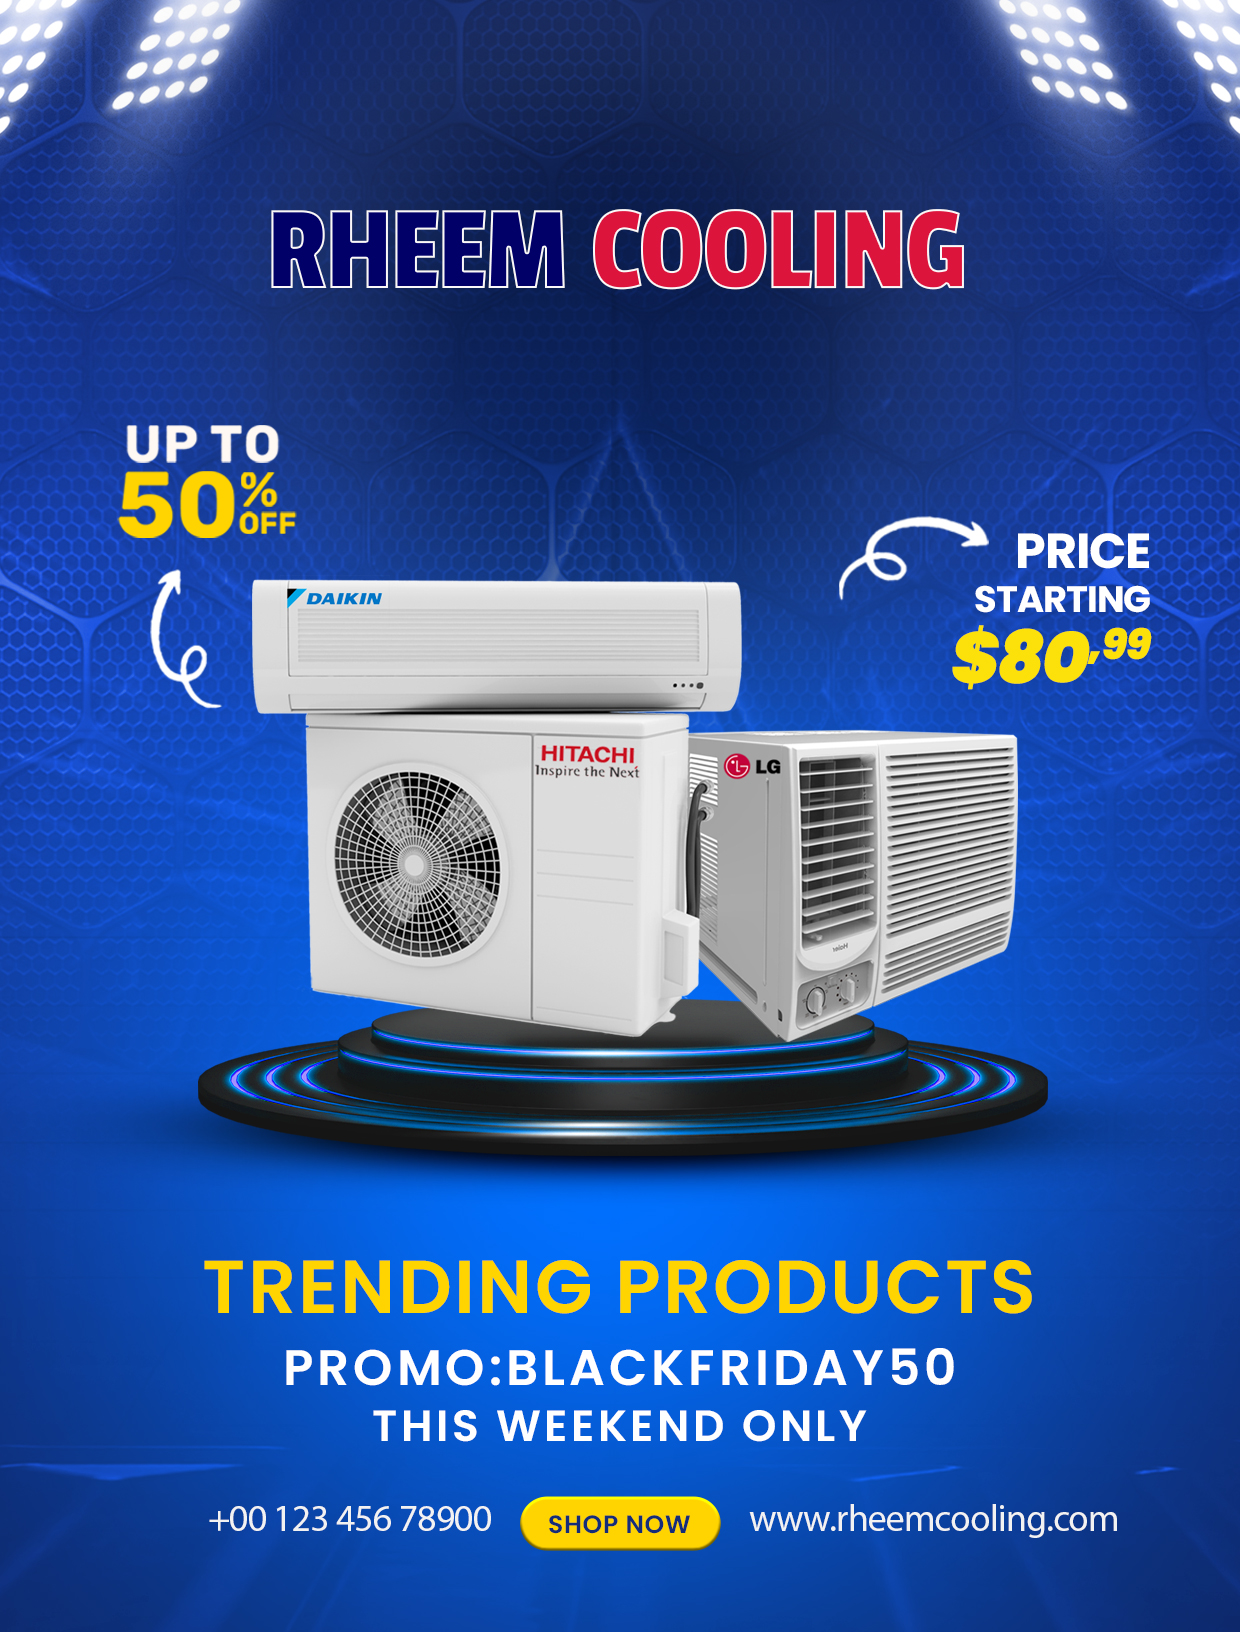 RHEEM COOLING
UP TO
50%
OFF
PRICE
STARTING
$80,99
DAIKIN
HITACHI
Inspire the Next
LG
TRENDING PRODUCTS
PROMO:BLACKFRIDAY50
THIS WEEKEND ONLY
+00 123 456 78900
SHOP NOW
www.rheemcooling.com